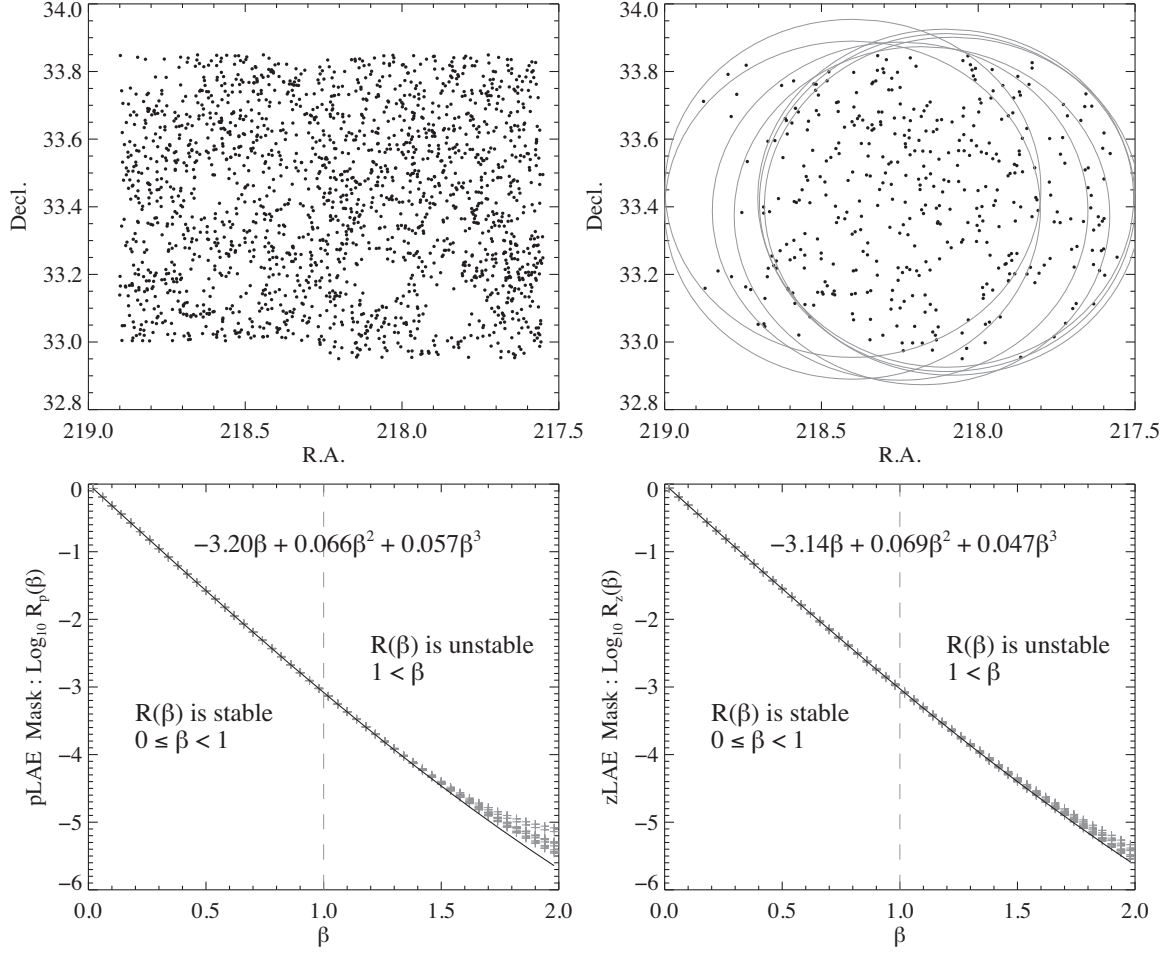 34.0
33.8
33.6
33.4
33.2
33.0
32.8
Decl.
219.0 218.5 218.0 217.5
R.A.
34.0
33.8
33.6
33.4
33.2
33.0
32.8
Decl.
219.0 218.5 218.0 217.5
R.A.
0
−1
−2
−3
−4
−5
−6
pLAE Mask : Log₁₀ Rₚ(β)
−3.20β + 0.066β² + 0.057β³
R(β) is unstable
1 < β
R(β) is stable
0 ≤ β < 1
0.0 0.5 1.0 1.5 2.0
β
0
−1
−2
−3
−4
−5
−6
zLAE Mask : Log₁₀ R_z(β)
−3.14β + 0.069β² + 0.047β³
R(β) is unstable
1 < β
R(β) is stable
0 ≤ β < 1
0.0 0.5 1.0 1.5 2.0
β